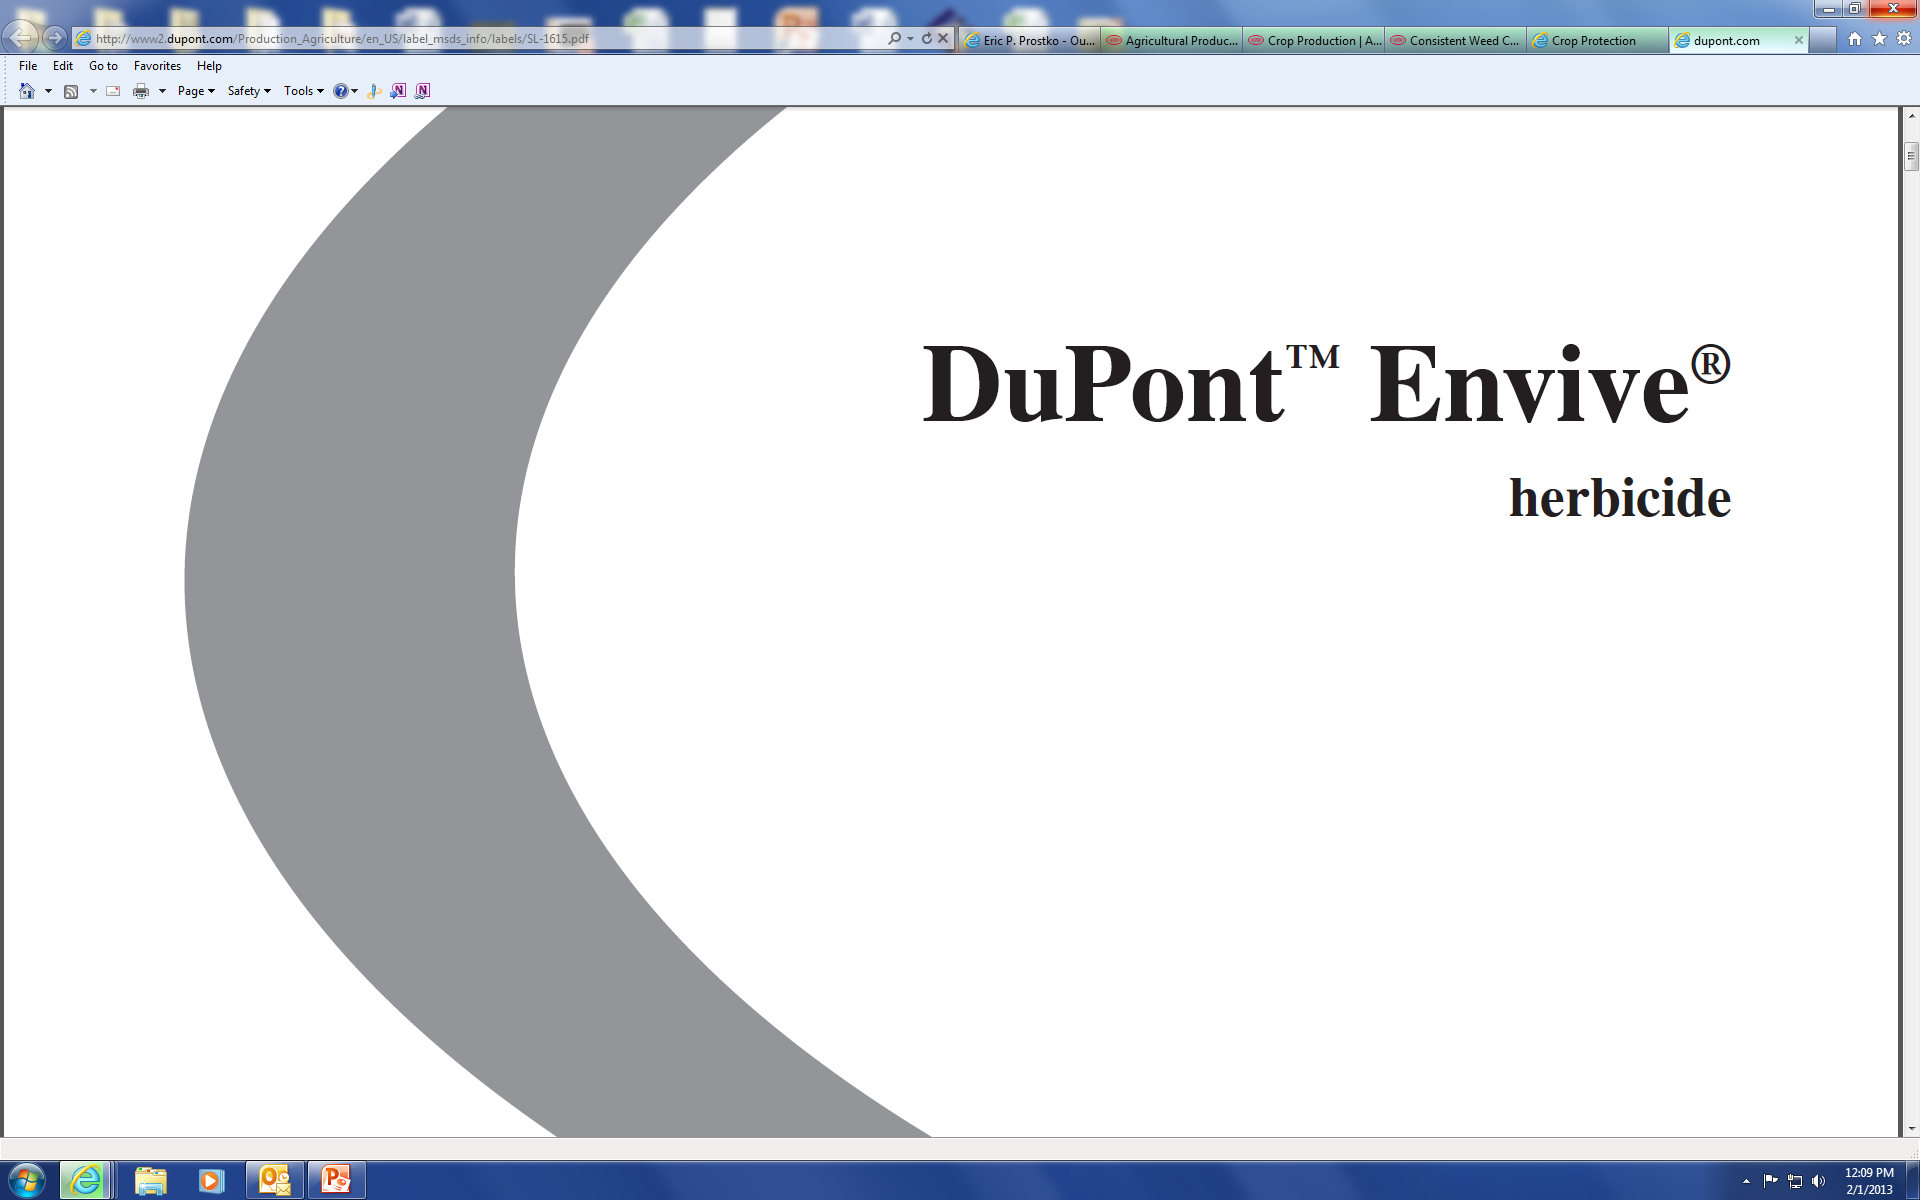 http://www2.dupont.com/Production_Agriculture/en_US/label_msds_info/labels/SL-1615.pdf
Eric P. Prostko - Ou...
Agricultural Produc...
Crop Production | A...
Consistent Weed C...
Crop Protection
dupont.com
File Edit Go to Favorites Help
Page Safety Tools
DuPont™ Envive®
herbicide
12:09 PM
2/1/2013